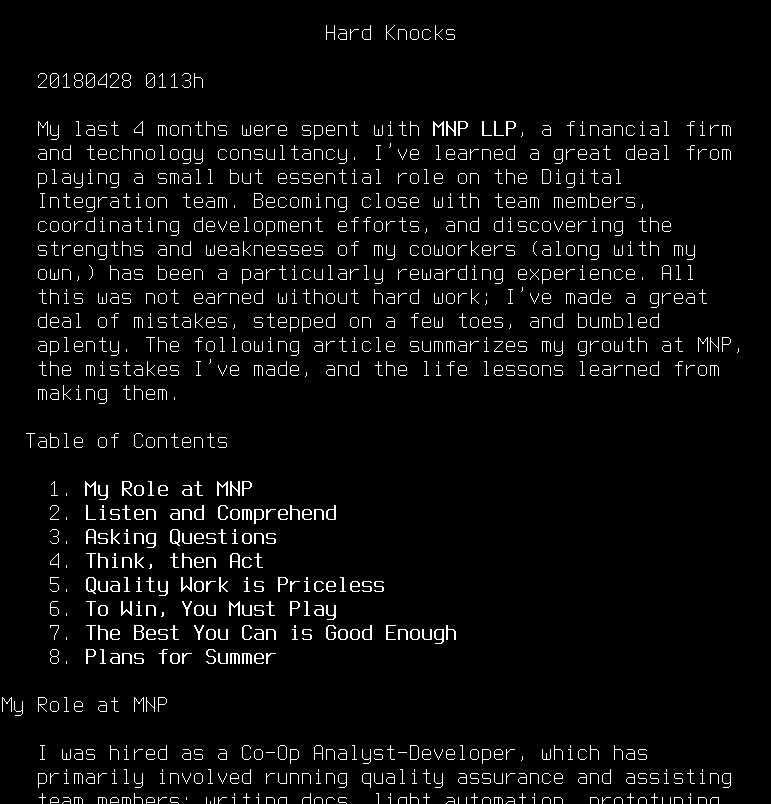 Hard Knocks
20180428 0113h
My last 4 months were spent with MNP LLP, a financial firm
and technology consultancy. I've learned a great deal from
playing a small but essential role on the Digital
Integration team. Becoming close with team members,
coordinating development efforts, and discovering the
strengths and weaknesses of my coworkers (along with my
own,) has been a particularly rewarding experience. All
this was not earned without hard work; I've made a great
deal of mistakes, stepped on a few toes, and bumbled
aplenty. The following article summarizes my growth at MNP,
the mistakes I've made, and the life lessons learned from
making them.
Table of Contents
1. My Role at MNP
2. Listen and Comprehend
3. Asking Questions
4. Think, then Act
5. Quality Work is Priceless
6. To Win, You Must Play
7. The Best You Can is Good Enough
8. Plans for Summer
My Role at MNP
I was hired as a Co-Op Analyst-Developer, which has
primarily involved running quality assurance and assisting
team members; writing docs, light automation, prototyping